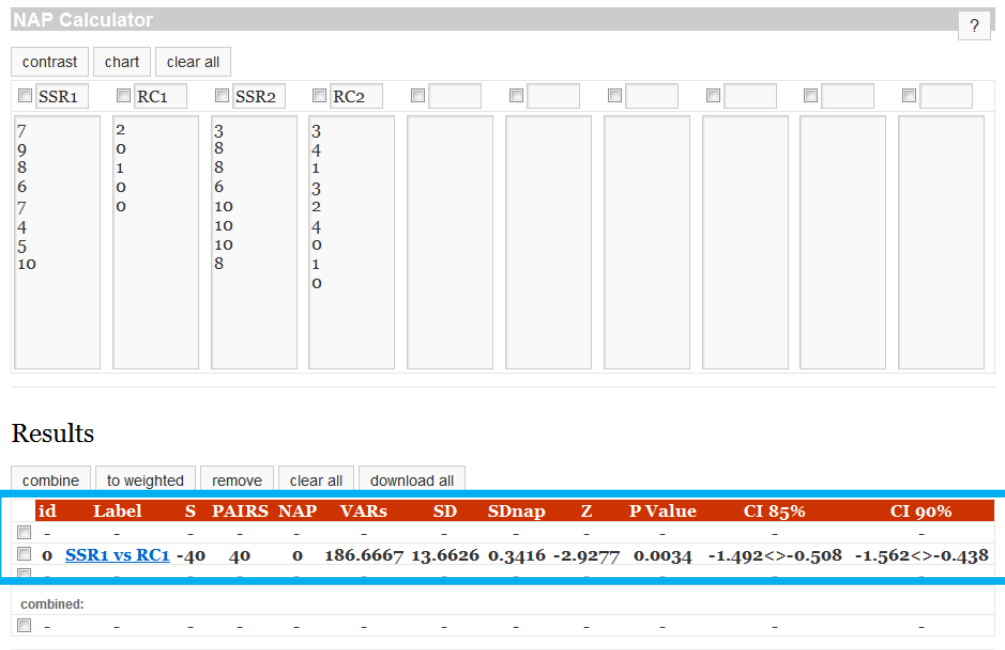 NAP Calculator
?
contrast chart clear all
SSR1 RC1 SSR2 RC2
7 2 3 3
9 0 8 4
8 1 8 1
6 0 6 3
7 0 10 2
4 10 4
5 10 0
10 8 1
0
Results
combine to weighted remove clear all download all
id Label S PAIRS NAP VARs SD SDnap Z P Value CI 85% CI 90%
- - - - - - - - - - - -
0 SSR1 vs RC1 -40 40 0 186.6667 13.6626 0.3416 -2.9277 0.0034 -1.492<>-0.508 -1.562<>-0.438
- - - - - - - - - - - -
combined:
- - - - - - - - - - - -